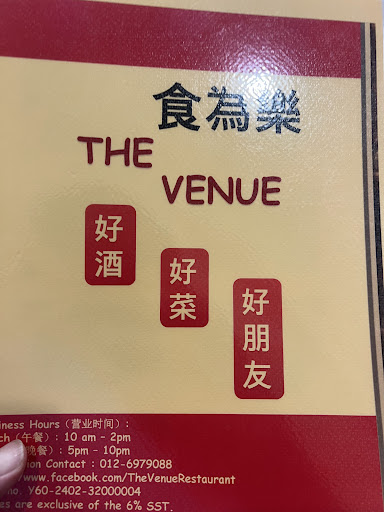 食為樂
THE
VENUE
好酒
好菜
好朋友
iness Hours (营业时间) :
ch (午餐) : 10 am - 2pm
晚餐) : 5pm - 10pm
ion Contact : 012-6979088
/www.facebook.com/TheVenueRestaurant
no. Y60-2402-32000004
es are exclusive of the 6% SST.